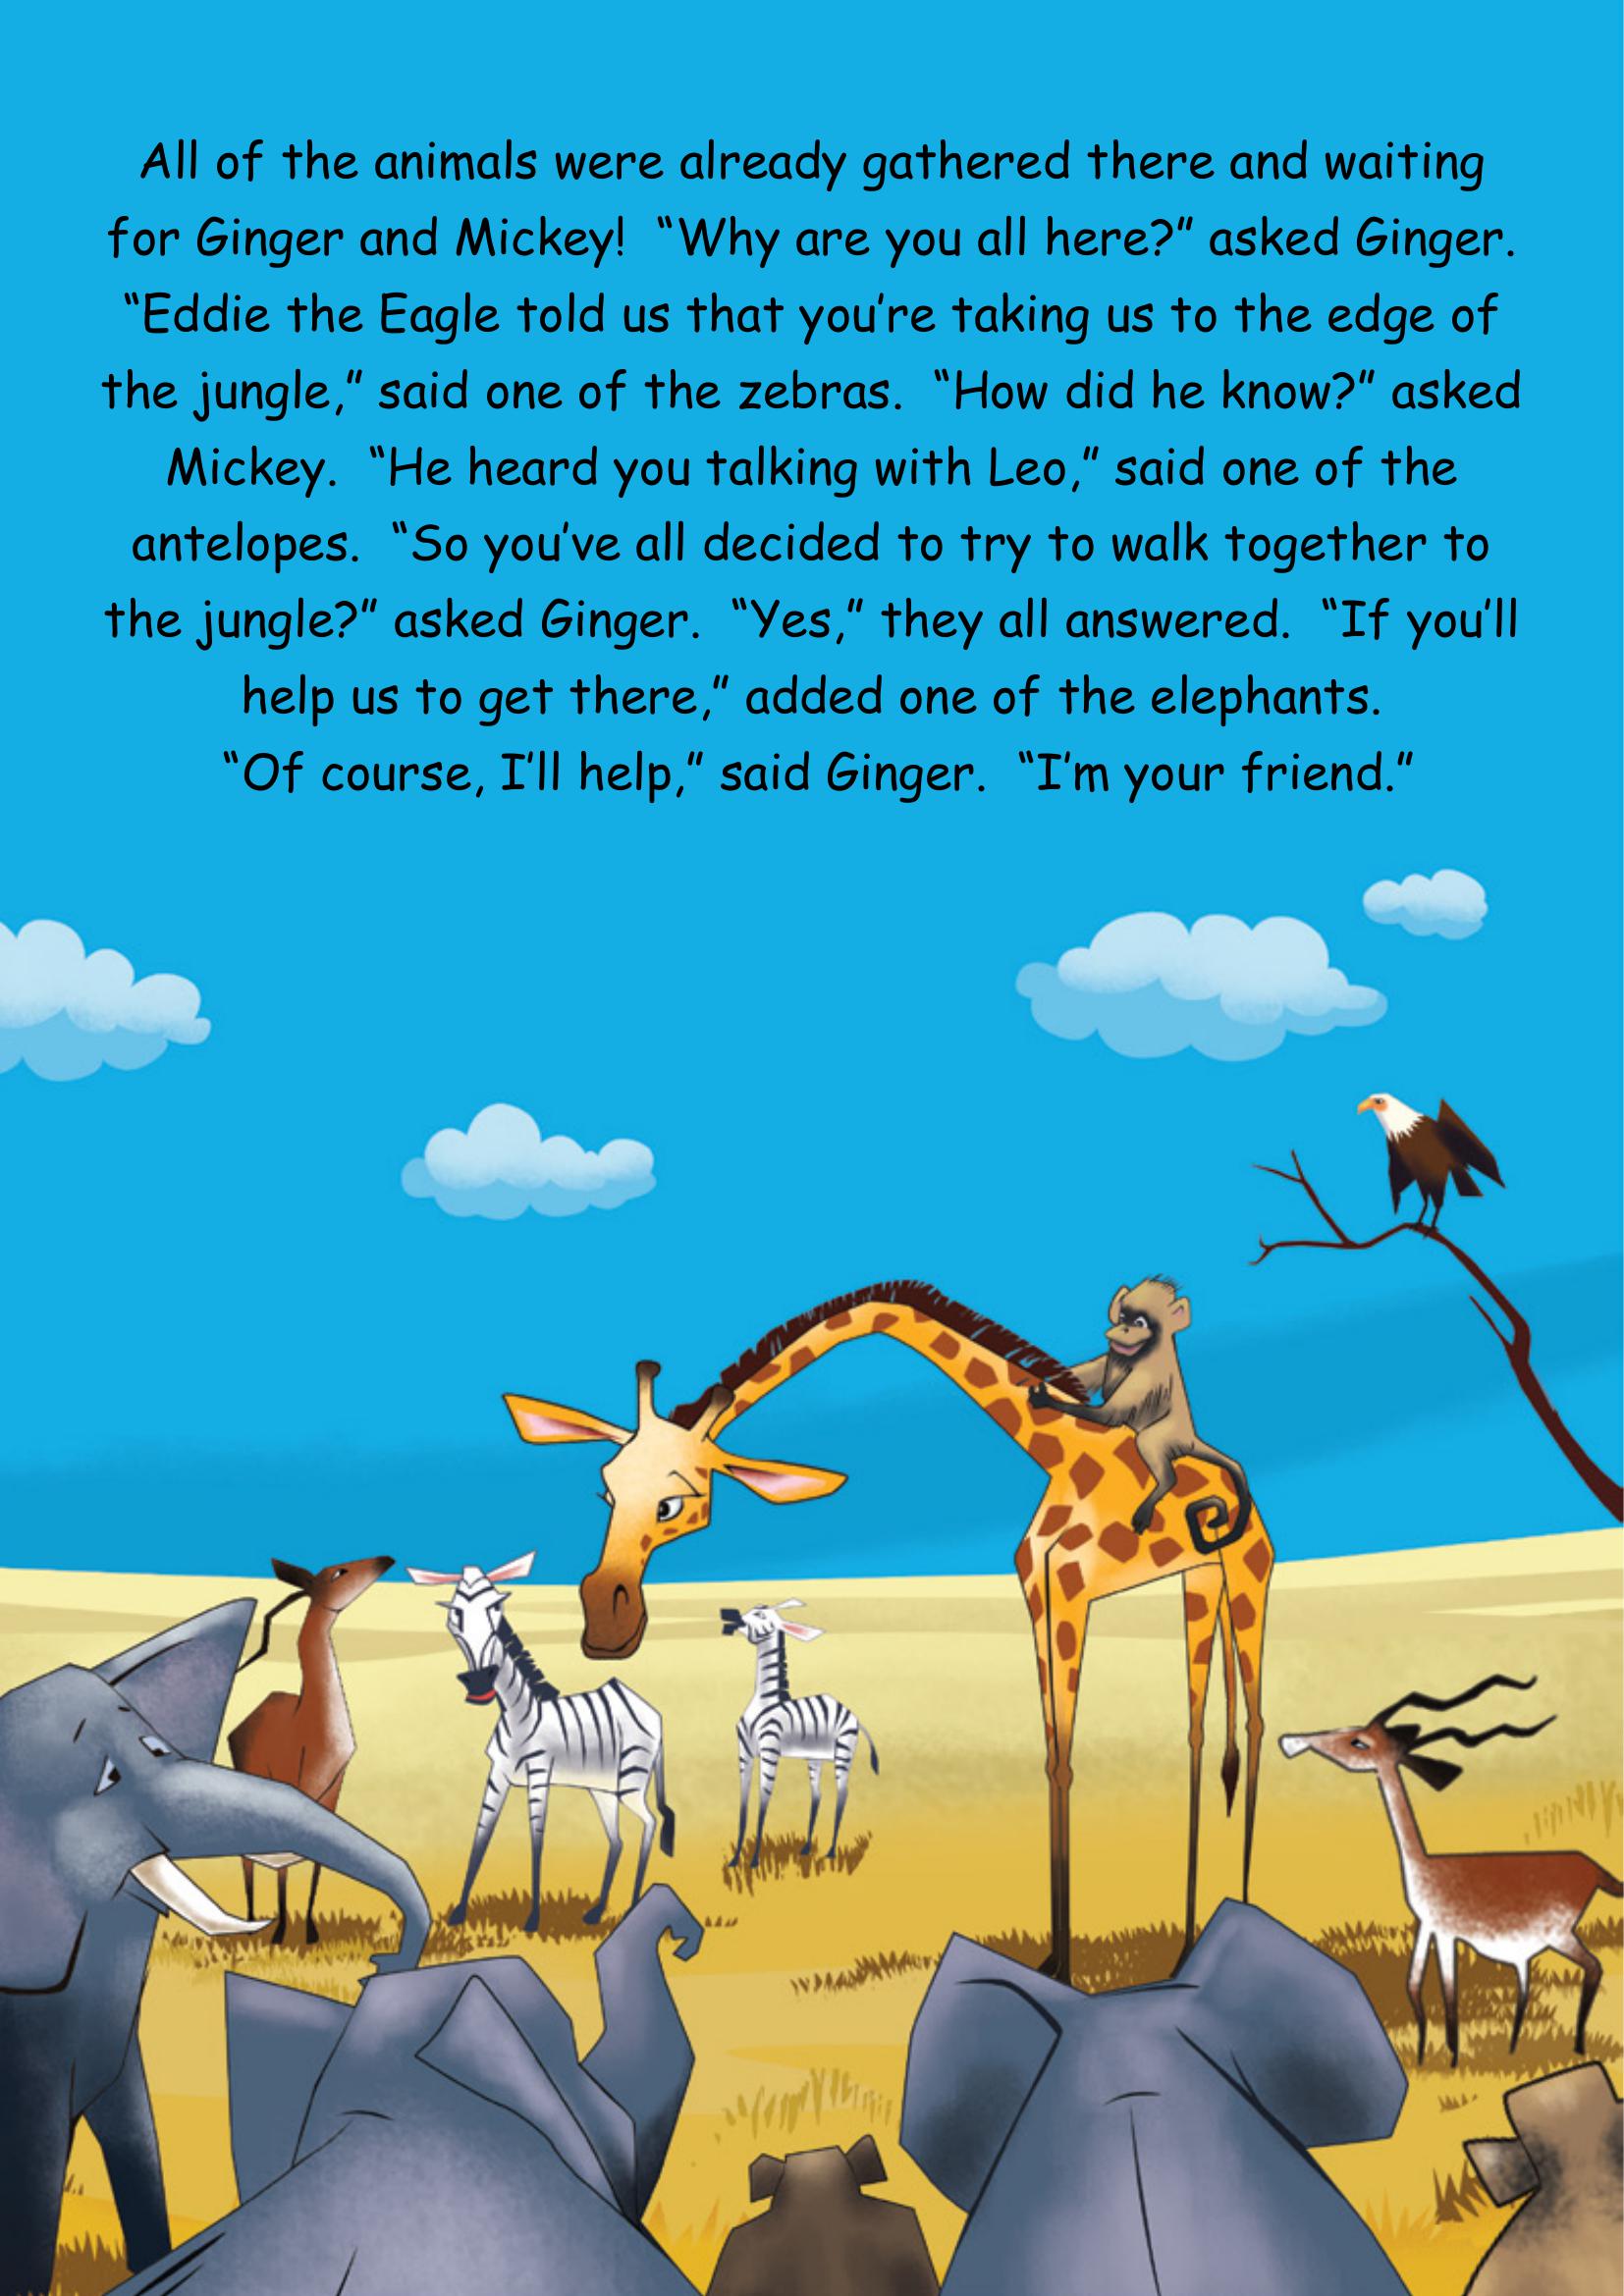 All of the animals were already gathered there and waiting
for Ginger and Mickey!  “Why are you all here?” asked Ginger.
“Eddie the Eagle told us that you’re taking us to the edge of
the jungle,” said one of the zebras.  “How did he know?” asked
Mickey.  “He heard you talking with Leo,” said one of the
antelopes.  “So you’ve all decided to try to walk together to
the jungle?” asked Ginger.  “Yes,” they all answered.  “If you’ll
help us to get there,” added one of the elephants.
“Of course, I’ll help,” said Ginger.  “I’m your friend.”